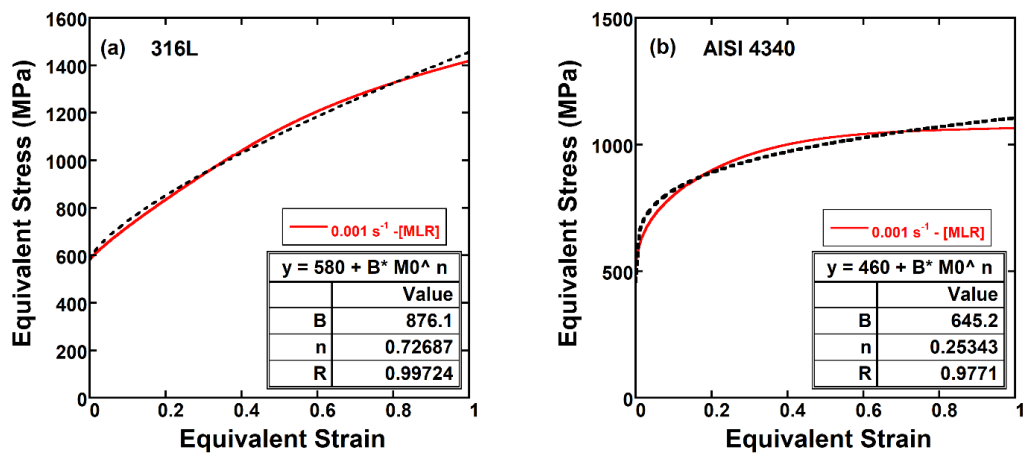 (a) 316L
Equivalent Stress (MPa)
1600
1400
1200
1000
800
600
400
200
0
0 0.2 0.4 0.6 0.8 1
Equivalent Strain
0.001 s⁻¹ -[MLR]
y = 580 + B* M0^ n
Value
B 876.1
n 0.72687
R 0.99724
(b) AISI 4340
Equivalent Stress (MPa)
1500
1000
500
0
0 0.2 0.4 0.6 0.8 1
Equivalent Strain
0.001 s⁻¹ -[MLR]
y = 460 + B* M0^ n
Value
B 645.2
n 0.25343
R 0.9771